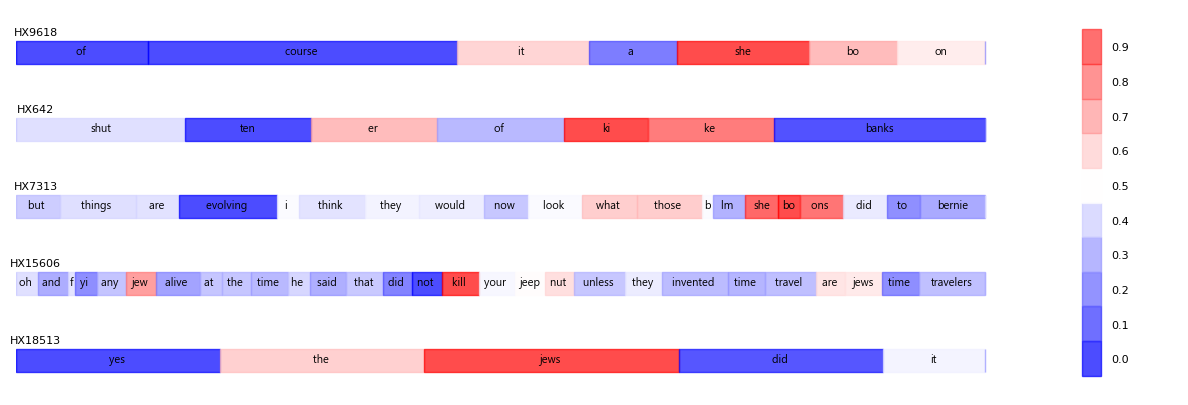 HX9618
of course it a she bo on
HX642
shut ten er of ki ke banks
HX7313
but things are evolving i think they would now look what those b lm she bo ons did to bernie
HX15606
oh and f yi any jew alive at the time he said that did not kill your jeep nut unless they invented time travel are jews time travelers
HX18513
yes the jews did it
0.9
0.8
0.7
0.6
0.5
0.4
0.3
0.2
0.1
0.0